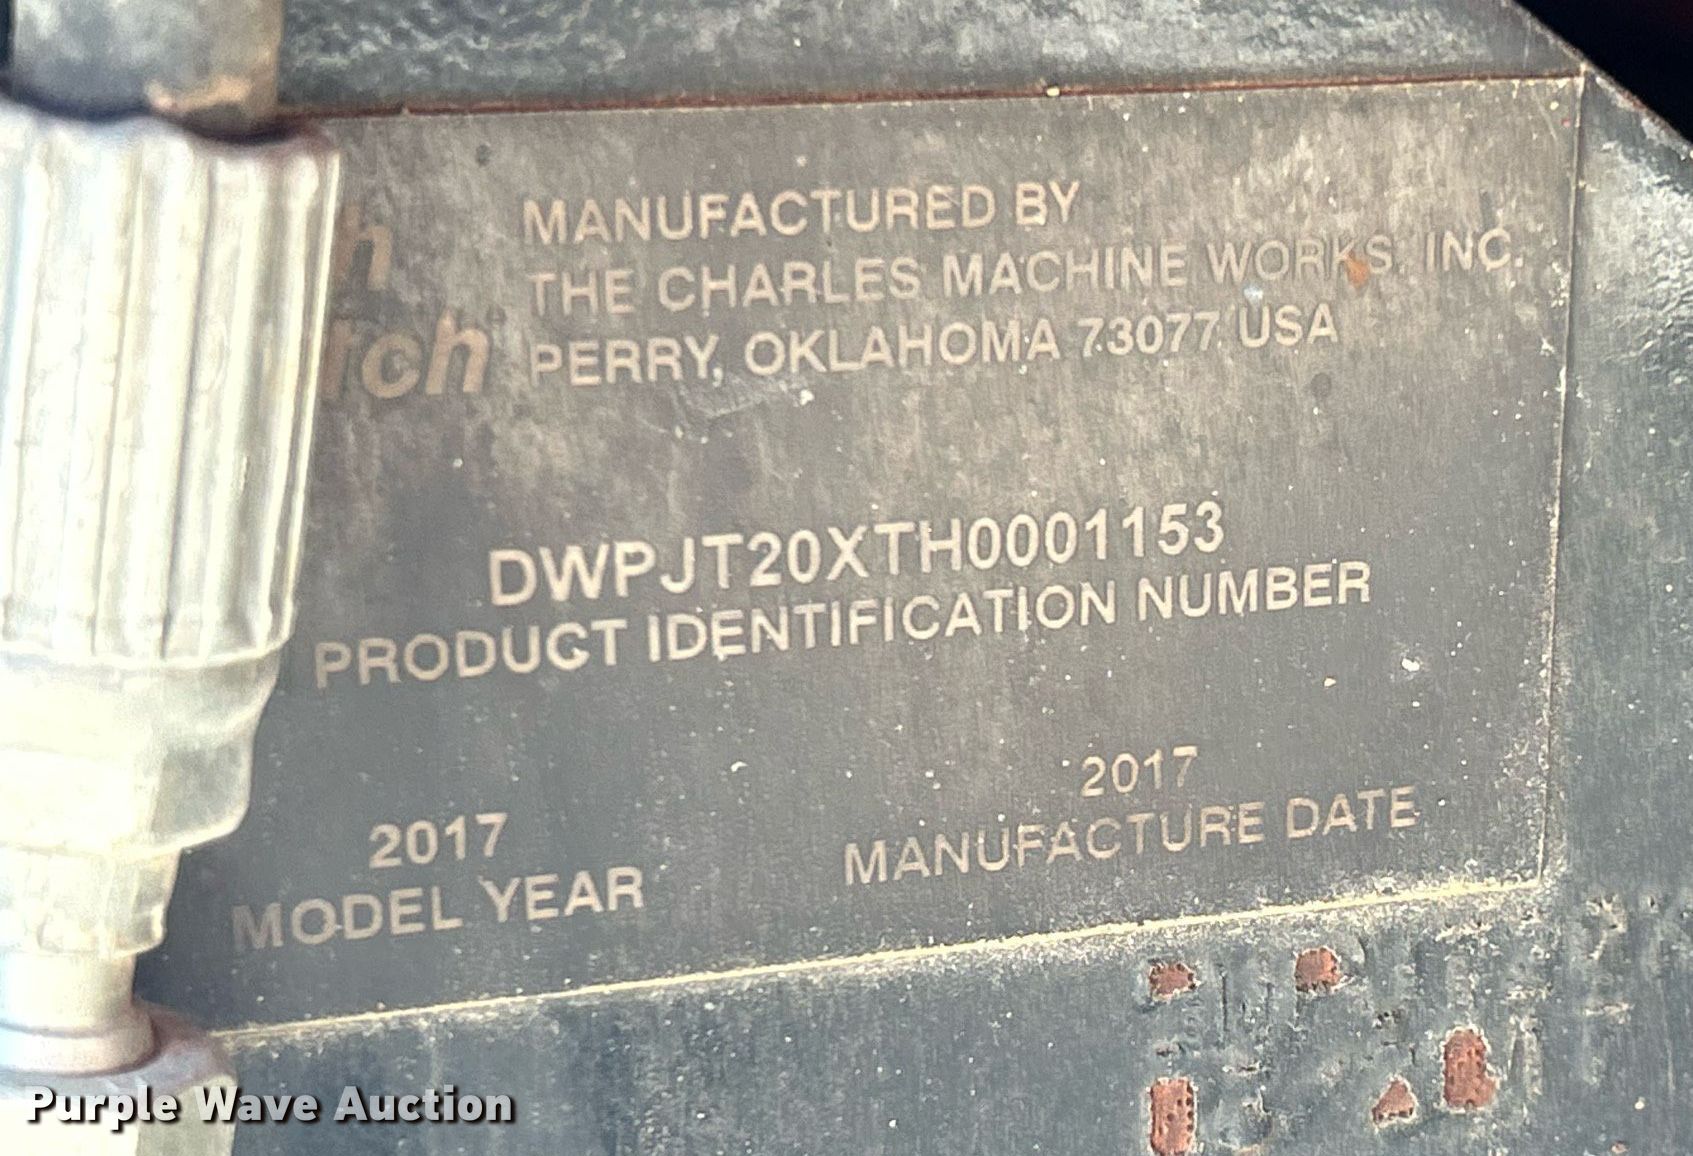 MANUFACTURED BY
THE CHARLES MACHINE WORKS, INC.
PERRY, OKLAHOMA 73077 USA
DWPJT20XTH0001153
PRODUCT IDENTIFICATION NUMBER
2017
MODEL YEAR
2017
MANUFACTURE DATE
Purple Wave Auction